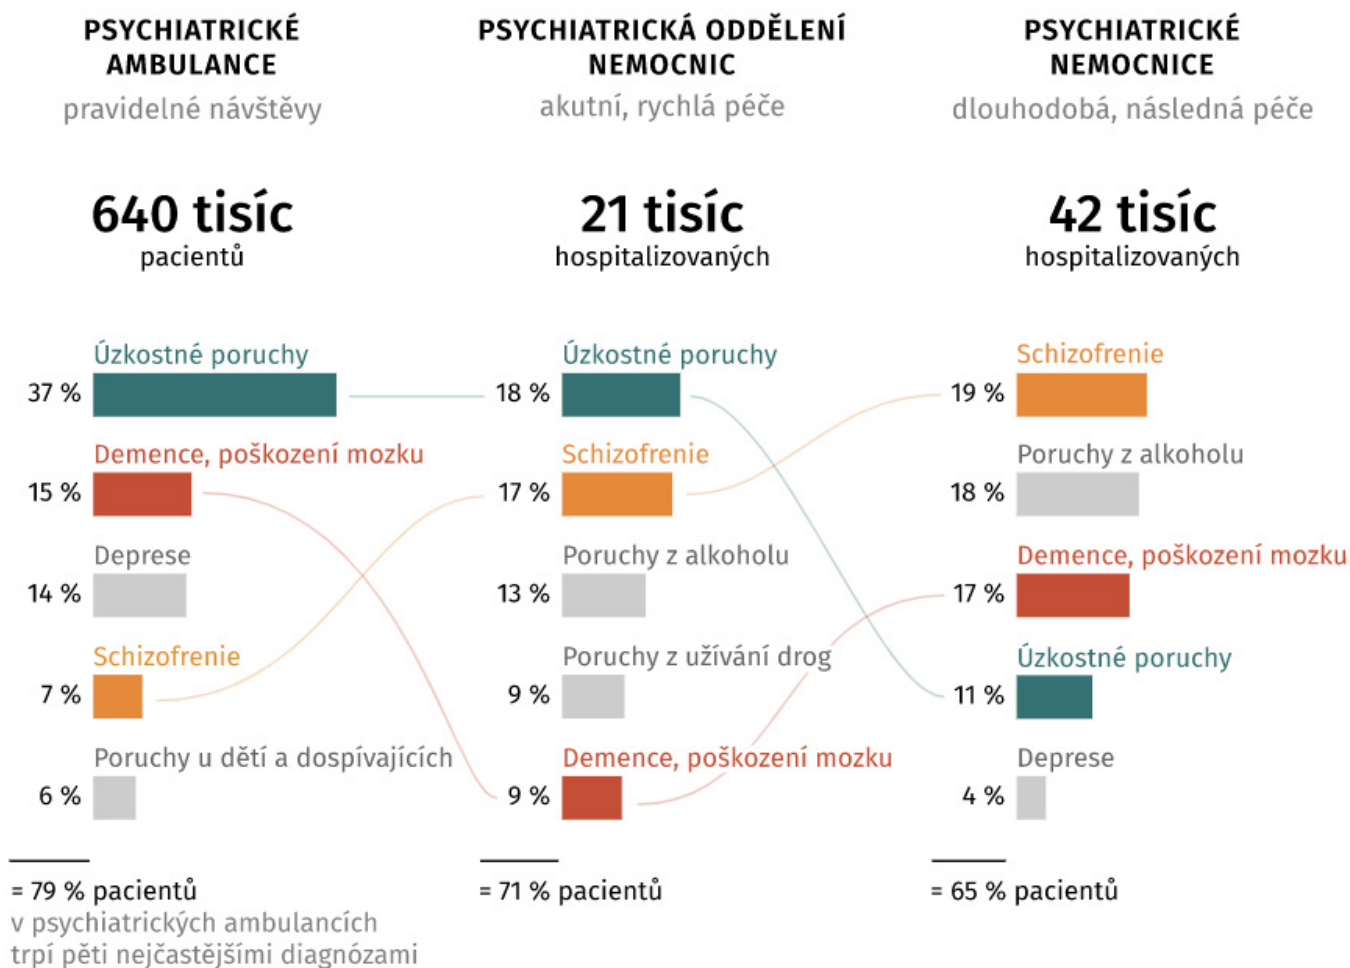 PSYCHIATRICKÉ
AMBULANCE
pravidelné návštěvy
640 tisíc
pacientů
Úzkostné poruchy
37 %
Demence, poškození mozku
15 %
Deprese
14 %
Schizofrenie
7 %
Poruchy u dětí a dospívajících
6 %
= 79 % pacientů
v psychiatrických ambulancích
trpí pěti nejčastějšími diagnózami
PSYCHIATRICKÁ ODDĚLENÍ
NEMOCNIC
akutní, rychlá péče
21 tisíc
hospitalizovaných
Úzkostné poruchy
18 %
Schizofrenie
17 %
Poruchy z alkoholu
13 %
Poruchy z užívání drog
9 %
Demence, poškození mozku
9 %
= 71 % pacientů
PSYCHIATRICKÉ
NEMOCNICE
dlouhodobá, následná péče
42 tisíc
hospitalizovaných
Schizofrenie
19 %
Poruchy z alkoholu
18 %
Demence, poškození mozku
17 %
Úzkostné poruchy
11 %
Deprese
4 %
= 65 % pacientů